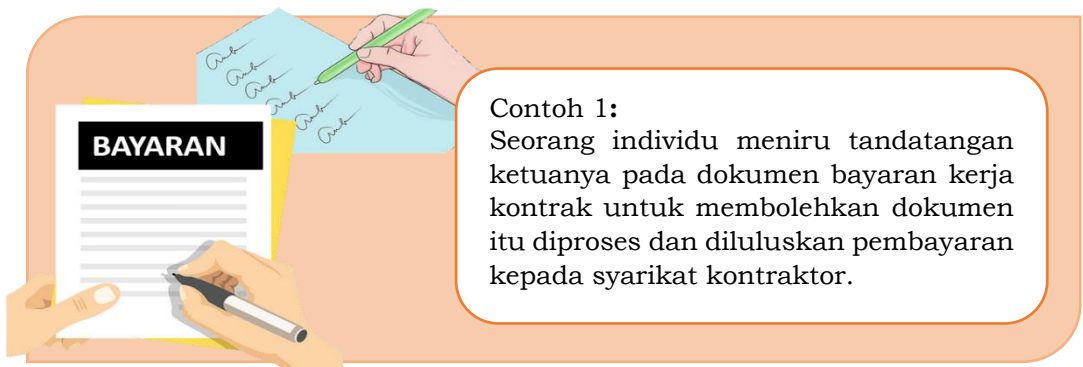 BAYARAN
Contoh 1:
Seorang individu meniru tandatangan
ketuanya pada dokumen bayaran kerja
kontrak untuk membolehkan dokumen
itu diproses dan diluluskan pembayaran
kepada syarikat kontraktor.